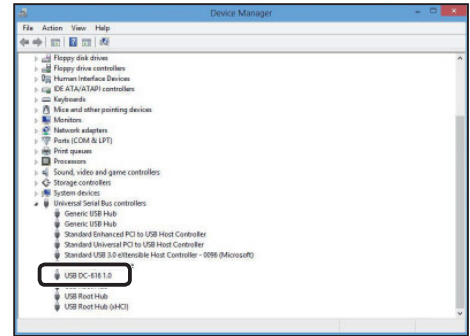 Device Manager
File Action View Help
Floppy disk drives
Floppy drive controllers
Human Interface Devices
IDE ATA/ATAPI controllers
Keyboards
Mice and other pointing devices
Monitors
Network adapters
Ports (COM & LPT)
Print queues
Processors
Sound, video and game controllers
Storage controllers
System devices
Universal Serial Bus controllers
Generic USB Hub
Generic USB Hub
Standard Enhanced PCI to USB Host Controller
Standard Universal PCI to USB Host Controller
Standard USB 3.0 eXtensible Host Controller - 0096 (Microsoft)
USB DC-616 1.0
USB Root Hub
USB Root Hub (xHCI)